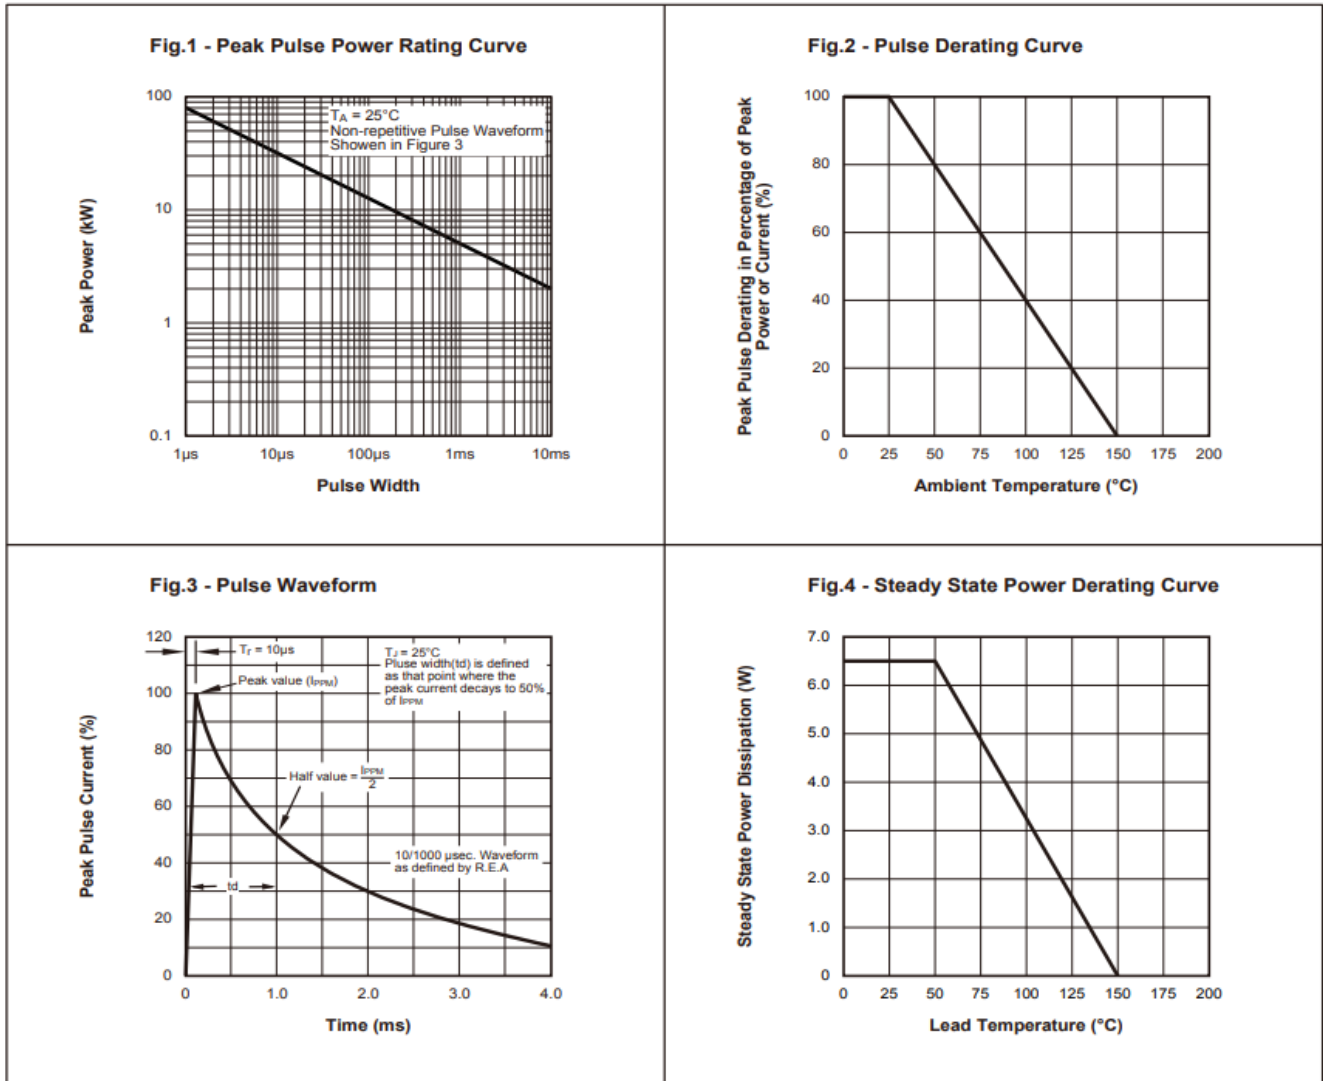 Fig.1 - Peak Pulse Power Rating Curve
100
10
1
0.1
Peak Power (kW)
TA = 25°C
Non-repetitive Pulse Waveform
Showen in Figure 3
1µs 10µs 100µs 1ms 10ms
Pulse Width
Fig.2 - Pulse Derating Curve
Peak Pulse Derating in Percentage of Peak
Power or Current (%)
100
80
60
40
20
0
0 25 50 75 100 125 150 175 200
Ambient Temperature (°C)
Fig.3 - Pulse Waveform
Peak Pulse Current (%)
120
100
80
60
40
20
0
Tr = 10µs
Peak value (IPPM)
TJ = 25°C
Pluse width(td) is defined
as that point where the
peak current decays to 50%
of IPPM
Half value = IPPM
2
10/1000 µsec. Waveform
as defined by R.E.A
td
0 1.0 2.0 3.0 4.0
Time (ms)
Fig.4 - Steady State Power Derating Curve
Steady State Power Dissipation (W)
7.0
6.0
5.0
4.0
3.0
2.0
1.0
0
0 25 50 75 100 125 150 175 200
Lead Temperature (°C)